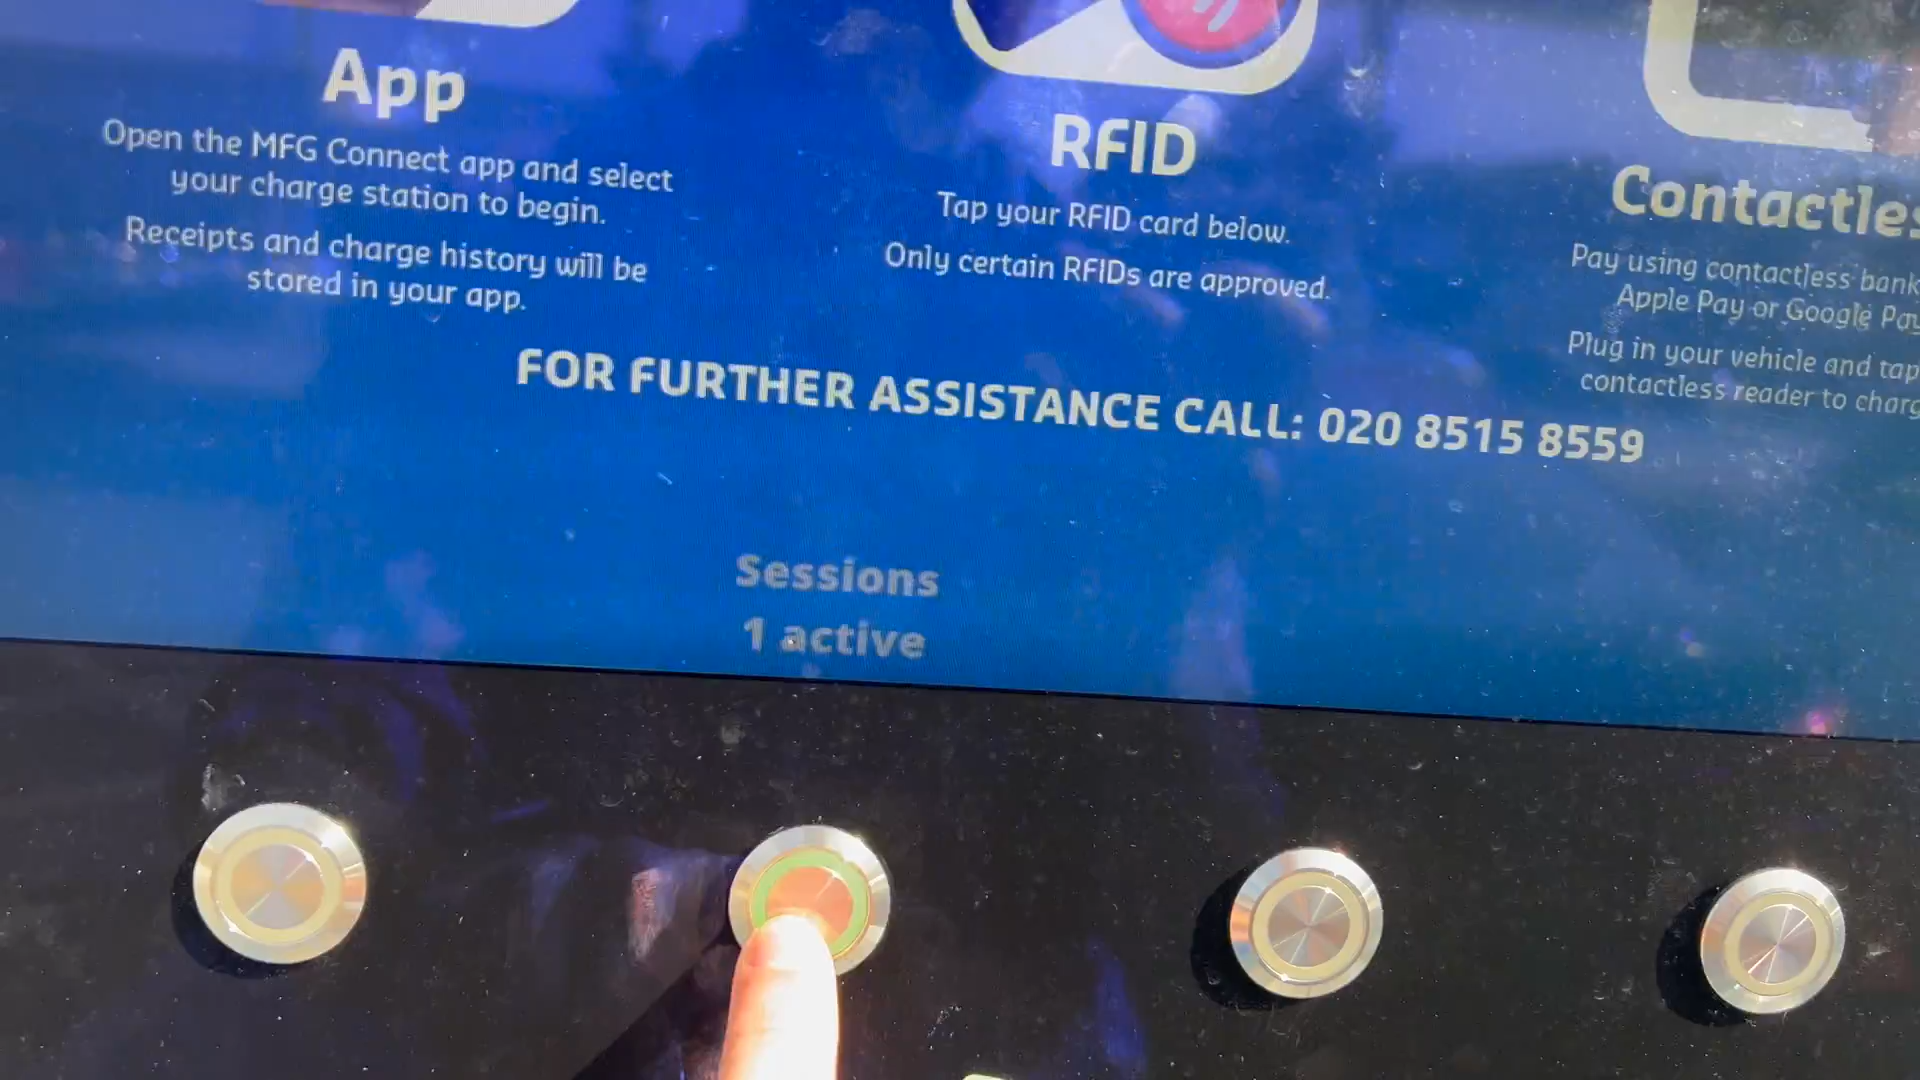 App
Open the MFG Connect app and select
your charge station to begin.
Receipts and charge history will be
stored in your app.
RFID
Tap your RFID card below.
Only certain RFIDs are approved.
Contactles
Pay using contactless bank
Apple Pay or Google Pay
Plug in your vehicle and tap
contactless reader to charg
FOR FURTHER ASSISTANCE CALL: 020 8515 8559
Sessions
1 active